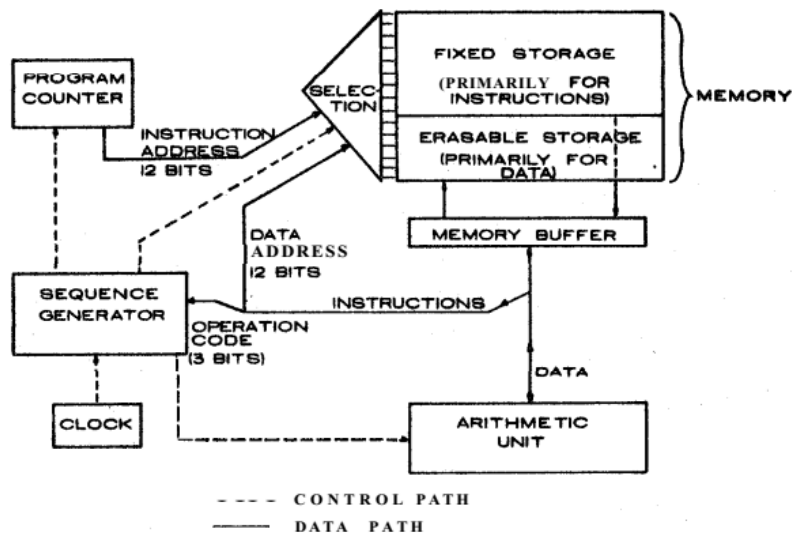 PROGRAM
COUNTER
INSTRUCTION
ADDRESS
12 BITS
SELEC-
TION
FIXED STORAGE
(PRIMARILY FOR
INSTRUCTIONS)
ERASABLE STORAGE
(PRIMARILY FOR
DATA)
MEMORY
MEMORY BUFFER
DATA
ADDRESS
12 BITS
SEQUENCE
GENERATOR
INSTRUCTIONS
OPERATION
CODE
(3 BITS)
CLOCK
DATA
ARITHMETIC
UNIT
CONTROL PATH
DATA PATH